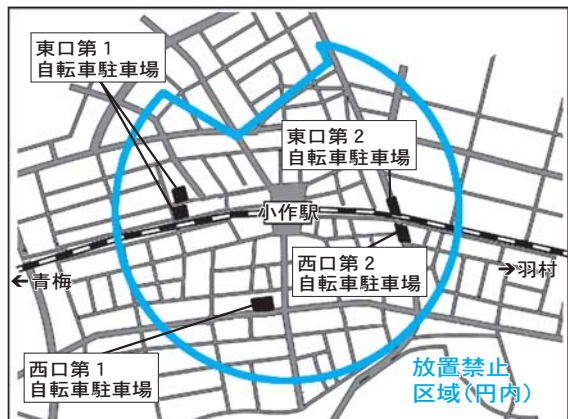 東口第1
自転車駐車場
東口第2
自転車駐車場
小作駅
西口第2
自転車駐車場
←青梅
→羽村
西口第1
自転車駐車場
放置禁止
区域(円内)